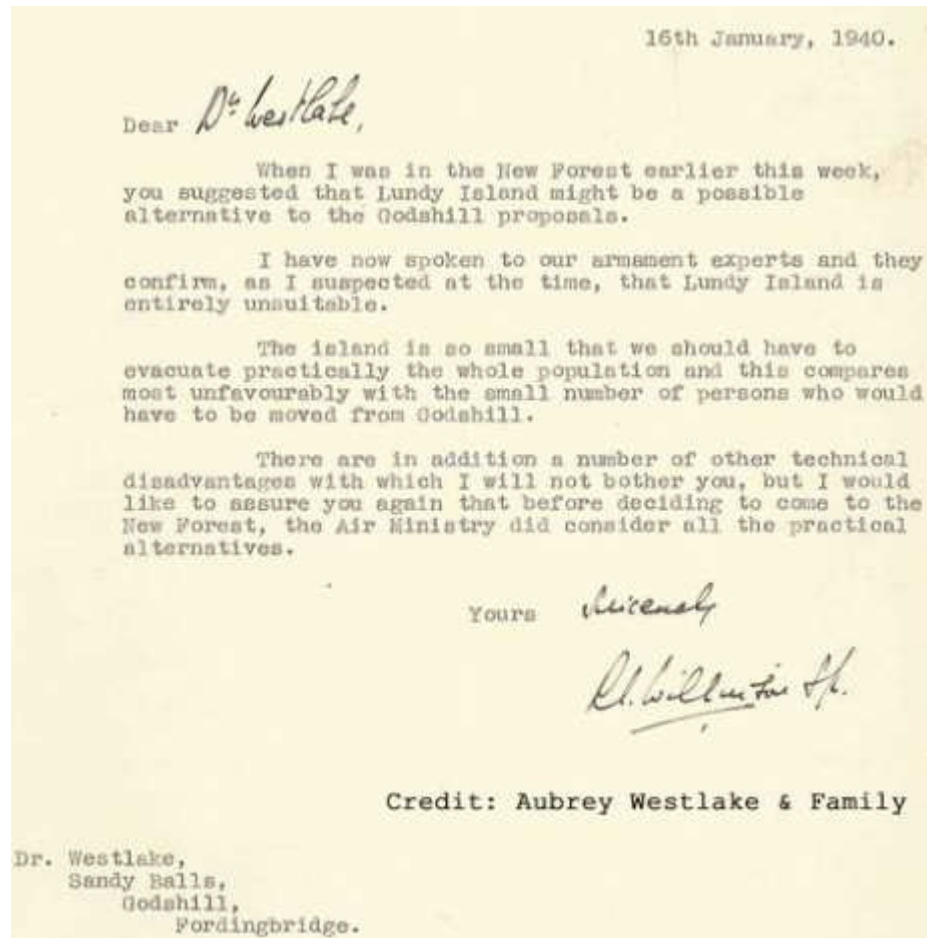 16th January, 1940.
Dear Dr Westlake,
When I was in the New Forest earlier this week,
you suggested that Lundy Island might be a possible
alternative to the Godshill proposals.
I have now spoken to our armament experts and they
confirm, as I suspected at the time, that Lundy Island is
entirely unsuitable.
The island is so small that we should have to
evacuate practically the whole population and this compares
most unfavourably with the small number of persons who would
have to be moved from Godshill.
There are in addition a number of other technical
disadvantages with which I will not bother you, but I would
like to assure you again that before deciding to come to the
New Forest, the Air Ministry did consider all the practical
alternatives.
Yours sincerely
Credit: Aubrey Westlake & Family
Dr. Westlake,
Sandy Balls,
Godshill,
Fordingbridge.